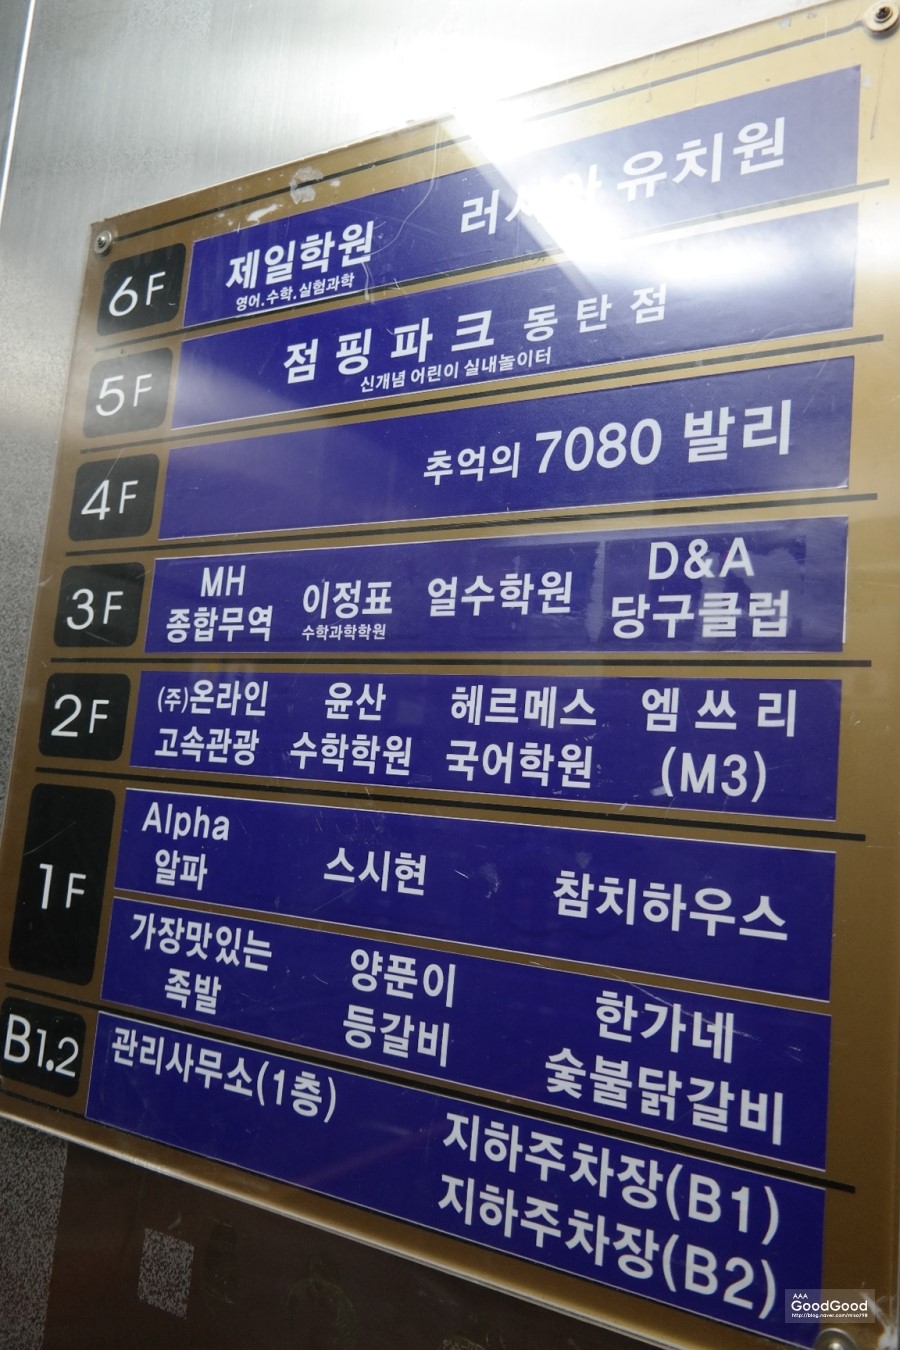 6F
제일학원
영어.수학.실험과학
유치원
5F
점핑파크 동탄점
신개념 어린이 실내놀이터
4F
추억의 7080 발리
3F
MH
종합무역
이정표
수학과학학원
얼수학원
D&A
당구클럽
2F
(주)온라인
고속관광
윤산
수학학원
헤르메스
국어학원
엠쓰리
(M3)
1F
Alpha
알파
스시현
참치하우스
가장맛있는
족발
양푼이
등갈비
한가네
숯불닭갈비
B1.2
관리사무소(1층)
지하주차장(B1)
지하주차장(B2)
AAA
GoodGood
http://blog.naver.com/miso798